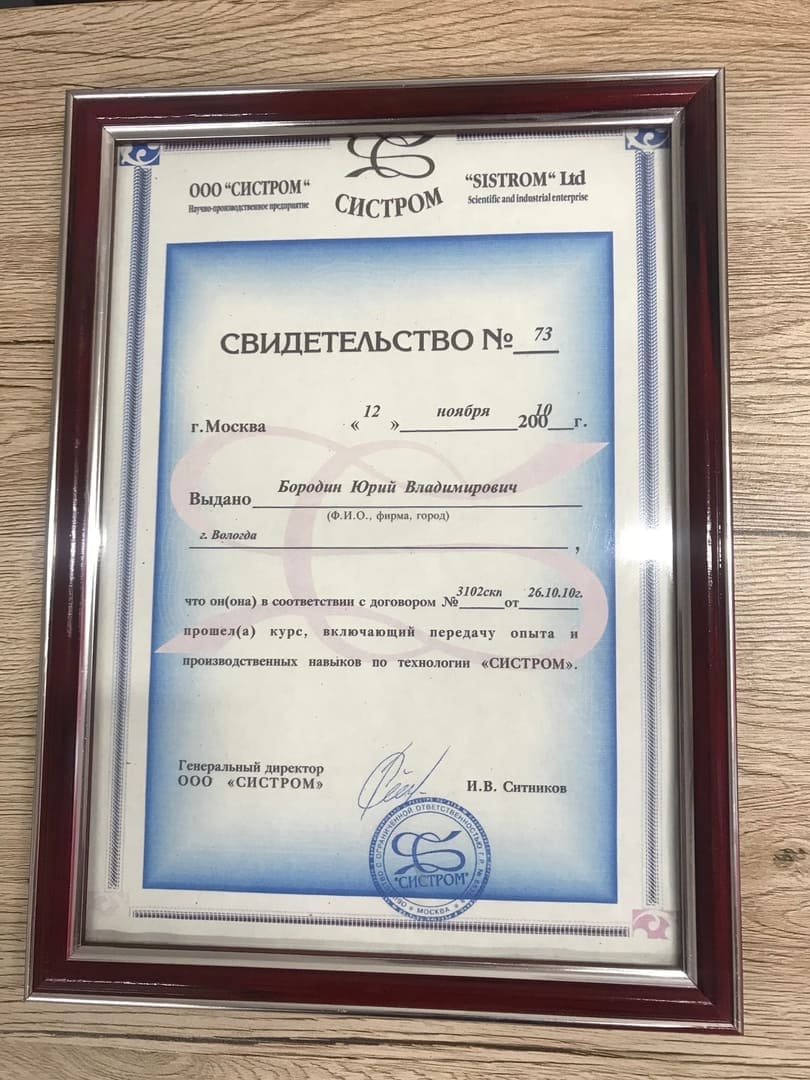 ООО “СИСТРОМ“
Научно-производственное предприятие
СИСТРОМ
“SISTROM“ Ltd
Scientific and industrial enterprise
СВИДЕТЕЛЬСТВО № 73
г.Москва « 12 » ноября 200 10 г.
Выдано Бородин Юрий Владимирович
(Ф.И.О., фирма, город)
г. Вологда ,
что он(она) в соответствии с договором № 3102скп от 26.10.10г.
прошел(а) курс, включающий передачу опыта и
производственных навыков по технологии «СИСТРОМ».
Генеральный директор
ООО «СИСТРОМ»
И.В. Ситников
ОГРАНИЧЕННОЙ ОТВЕТСТВЕННОСТЬЮ
"СИСТРОМ"
МОСКВА